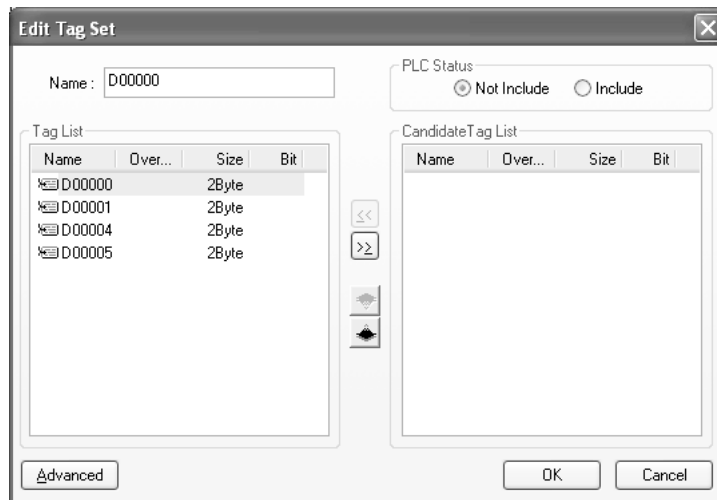 Edit Tag Set
Name : D00000
PLC Status
Not Include Include
Tag List
Name Over... Size Bit
D00000 2Byte
D00001 2Byte
D00004 2Byte
D00005 2Byte
<<
>>
CandidateTag List
Name Over... Size Bit
Advanced OK Cancel